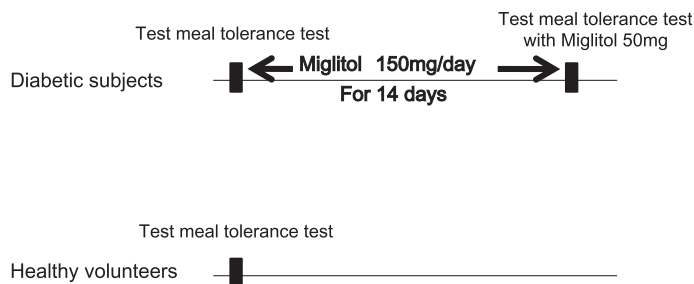 Test meal tolerance test
Test meal tolerance test
with Miglitol 50mg
Diabetic subjects
Miglitol 150mg/day
For 14 days
Test meal tolerance test
Healthy volunteers